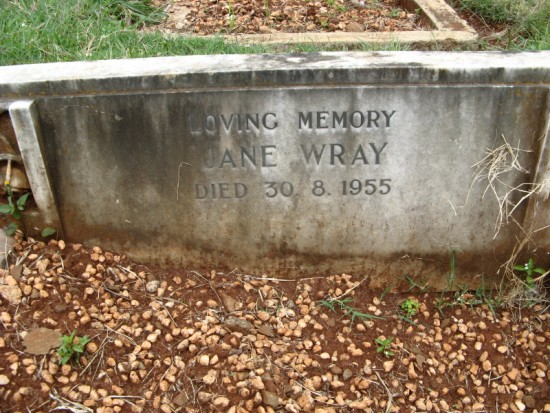 LOVING MEMORY
JANE WRAY
DIED 30. 8. 1955